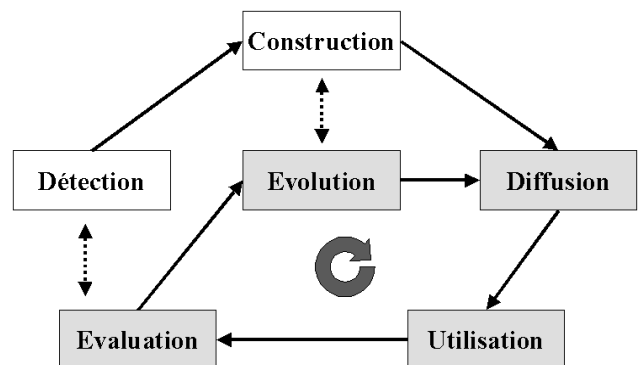 Construction
Détection
Evolution
Diffusion
Evaluation
Utilisation